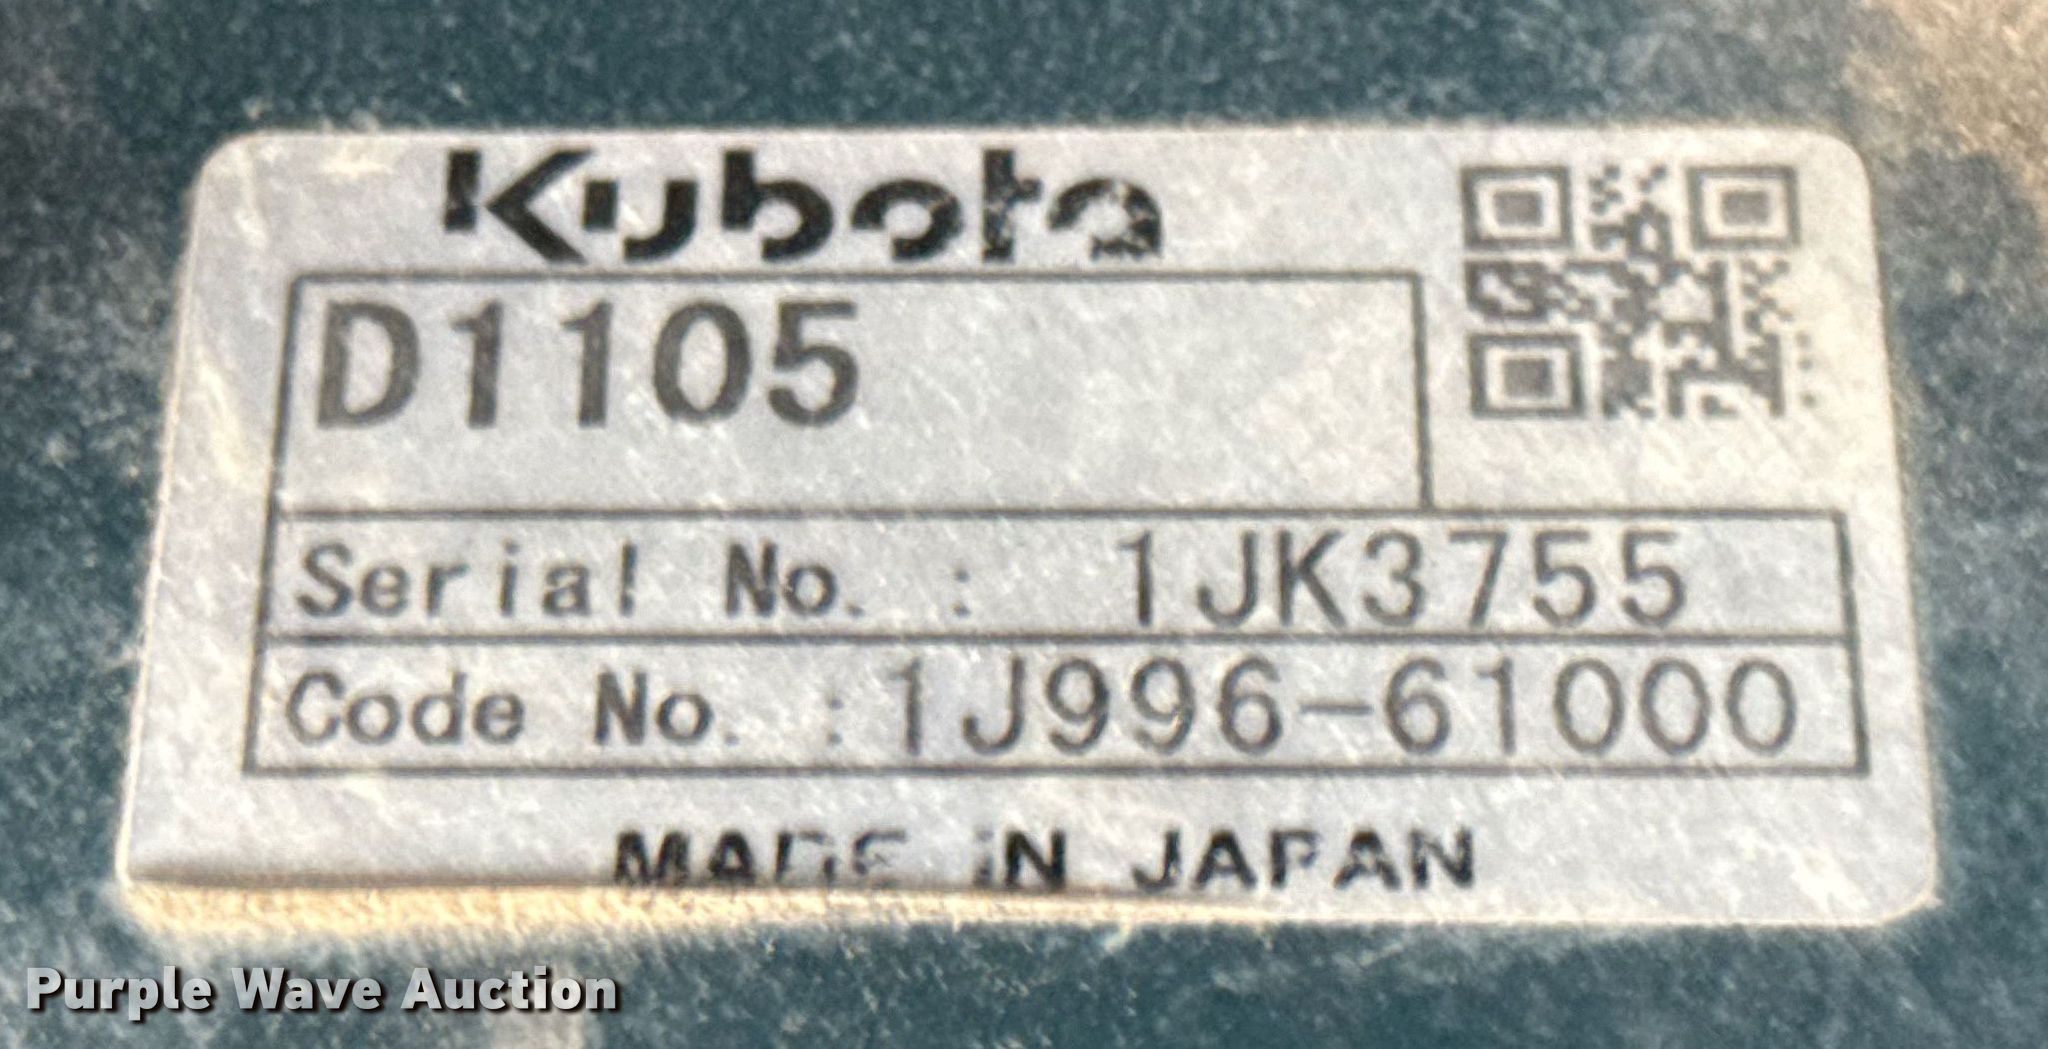 Kubota
D1105
Serial No. : 1JK3755
Code No. :1J996-61000
MADE IN JAPAN
Purple Wave Auction